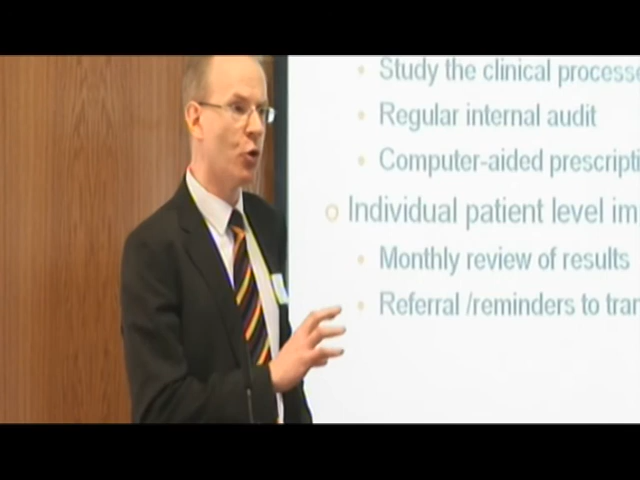 Study the clinical processe
Regular internal audit
Computer-aided prescripti
Individual patient level im
Monthly review of results
Referral /reminders to tran